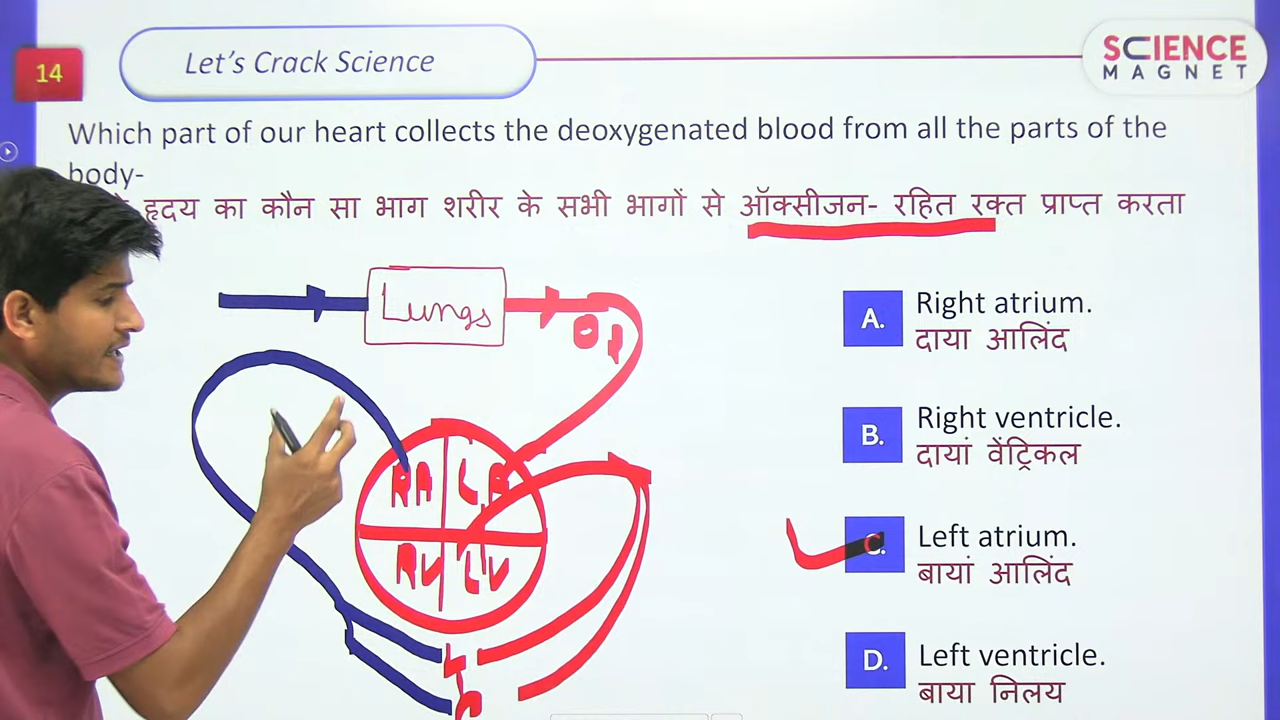 14
Let's Crack Science
SCIENCE
MAGNET
Which part of our heart collects the deoxygenated blood from all the parts of the
body-
हृदय का कौन सा भाग शरीर के सभी भागों से ऑक्सीजन- रहित रक्त प्राप्त करता
Lungs
RA LA
RV LV
A. Right atrium.
दाया आलिंद
B. Right ventricle.
दायां वेंट्रिकल
C. Left atrium.
बायां आलिंद
D. Left ventricle.
बाया निलय